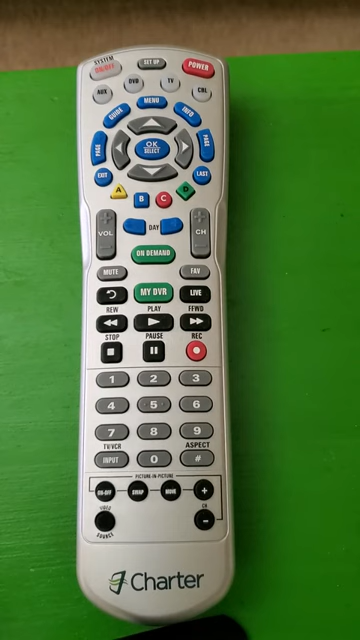 SYSTEM
ON/OFF
SET UP
POWER
AUX
DVD
TV
CBL
GUIDE
MENU
INFO
PAGE
OK
SELECT
PAGE
EXIT
LAST
A
B
C
D
DAY
+
+
VOL
CH
-
-
ON DEMAND
MUTE
FAV
MY DVR
LIVE
REW
PLAY
FFWD
STOP
PAUSE
REC
1 2 3
4 5 6
7 8 9
TV/VCR
ASPECT
INPUT
0
#
PICTURE-IN-PICTURE
ON-OFF
SWAP
MOVE
+
CH
-
VIDEO
SOURCE
Charter